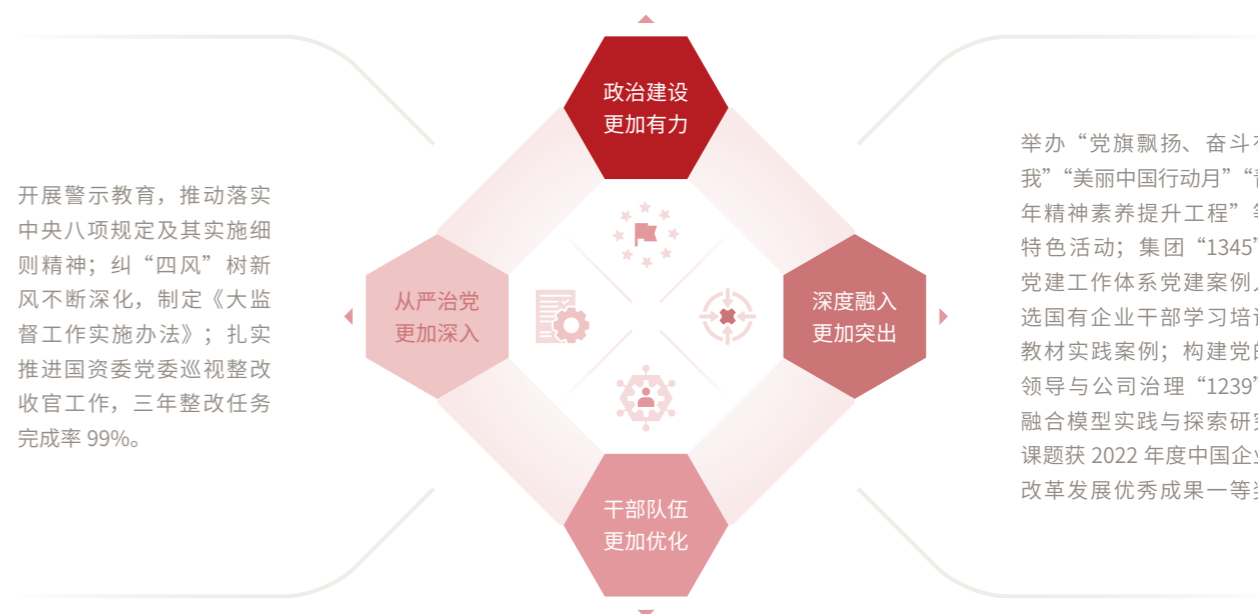 政治建设
更加有力
开展警示教育，推动落实
中央八项规定及其实施细
则精神；纠“四风”树新
风不断深化，制定《大监
督工作实施办法》；扎实
推进国资委党委巡视整改
收官工作，三年整改任务
完成率 99%。
从严治党
更加深入
深度融入
更加突出
举办“党旗飘扬、奋斗有
我”“美丽中国行动月”“青
年精神素养提升工程”等
特色活动；集团“1345”
党建工作体系党建案例入
选国有企业干部学习培训
教材实践案例；构建党的
领导与公司治理“1239”
融合模型实践与探索研究
课题获 2022 年度中国企业
改革发展优秀成果一等奖
干部队伍
更加优化